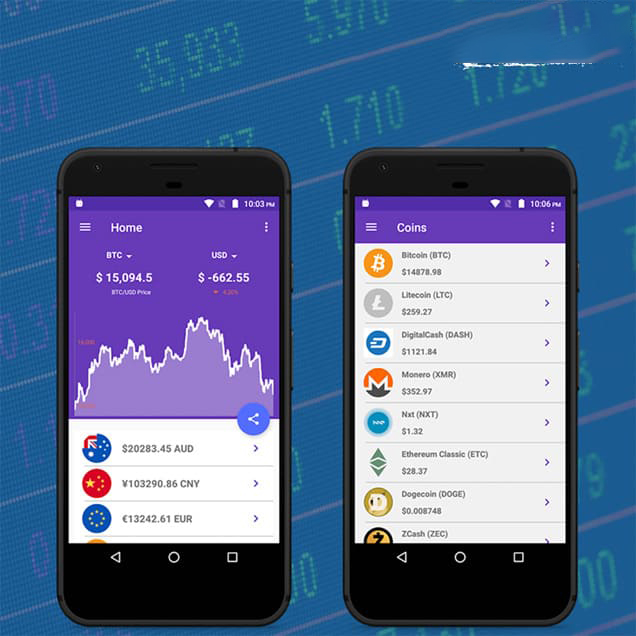 35,933
5.970
970
1.710
1.720
10:03 PM
Home
BTC
USD
$ 15,094.5
$ -662.55
BTC/USD Price
-4.20%
16,000
$20283.45 AUD
¥103290.86 CNY
€13242.61 EUR
10:06 PM
Coins
Bitcoin (BTC)
$14878.98
Litecoin (LTC)
$259.27
DigitalCash (DASH)
$1121.84
Monero (XMR)
$352.97
Nxt (NXT)
$1.32
Ethereum Classic (ETC)
$28.37
Dogecoin (DOGE)
$0.008748
ZCash (ZEC)